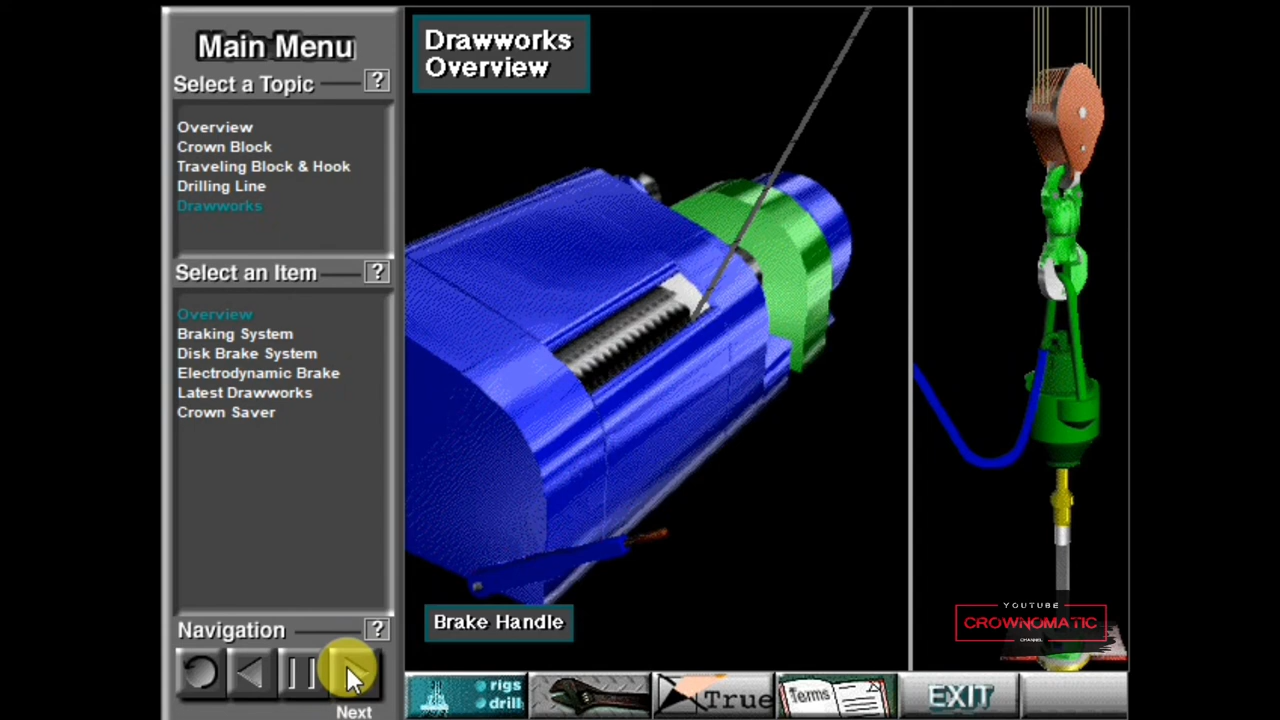 Main Menu
Select a Topic
?
Overview
Crown Block
Traveling Block & Hook
Drilling Line
Drawworks
Select an Item
?
Overview
Braking System
Disk Brake System
Electrodynamic Brake
Latest Drawworks
Crown Saver
Navigation
?
Next
Drawworks
Overview
Brake Handle
YOUTUBE
CROWNOMATIC
CHANNEL
rigs
drill
True
Terms
EXIT